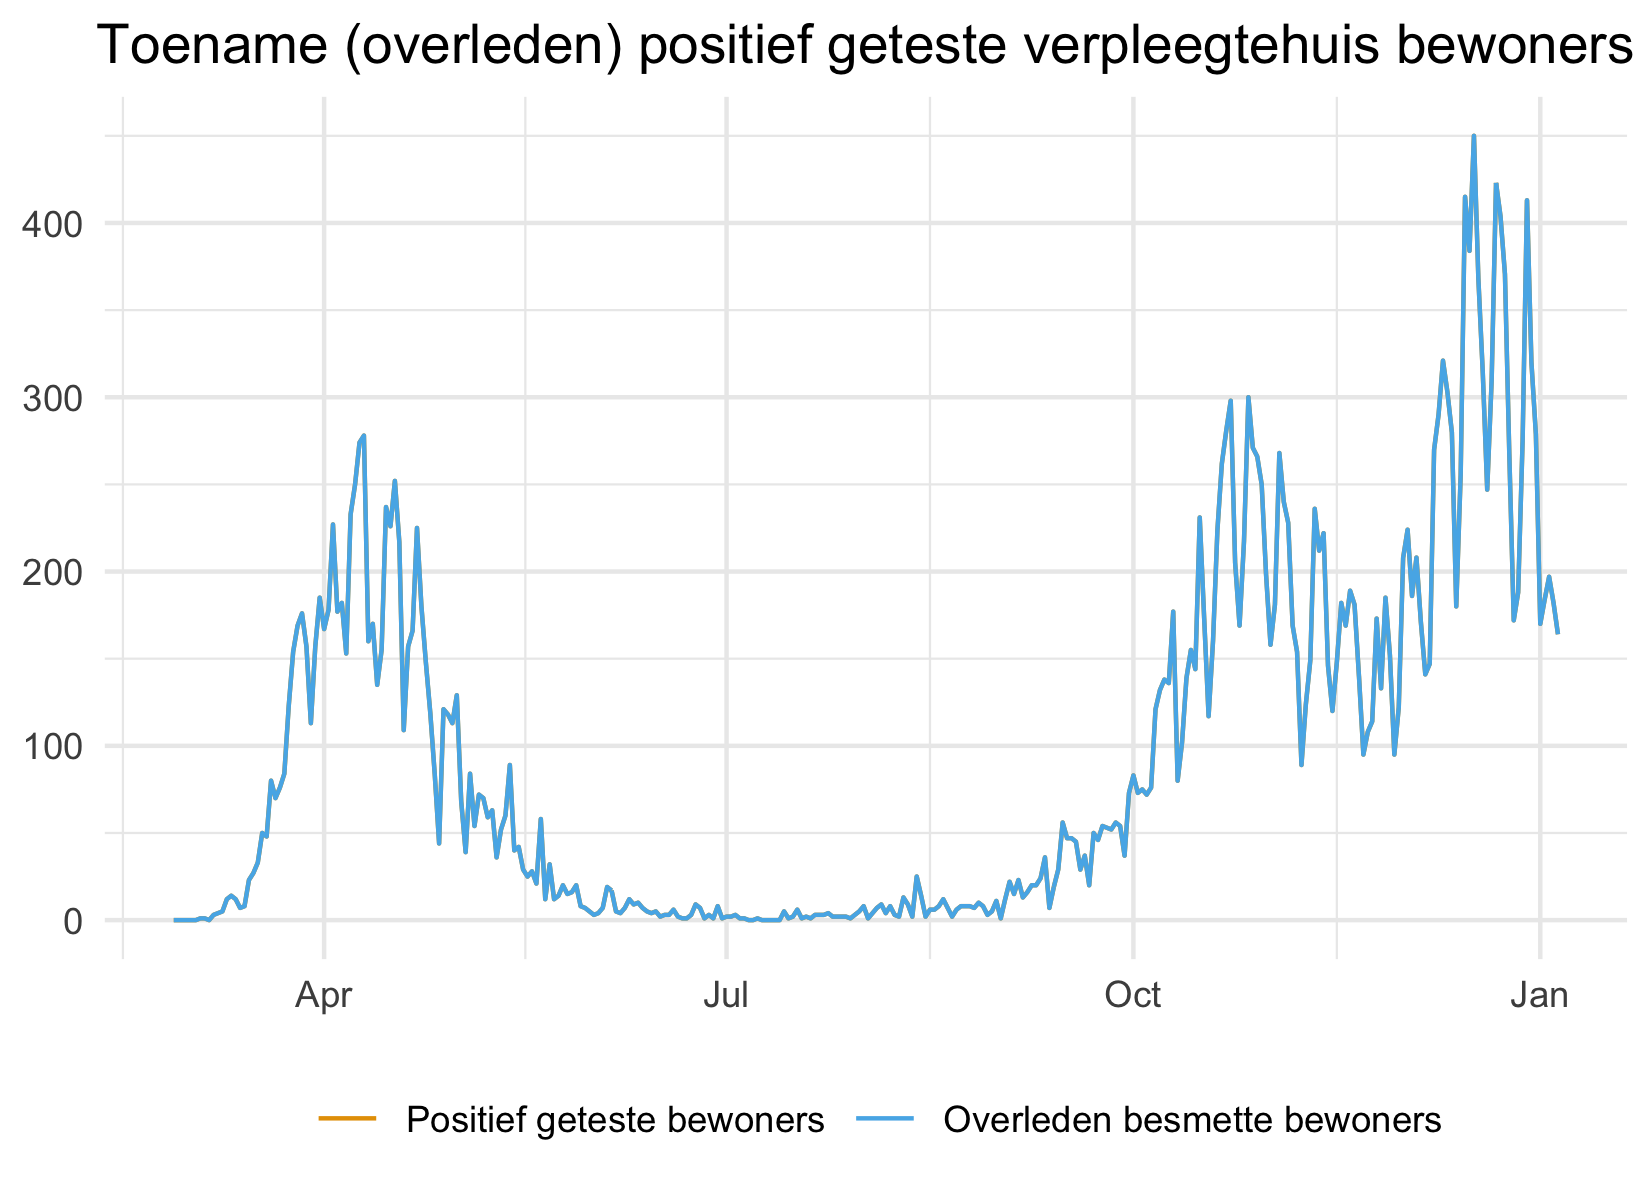 Toename (overleden) positief geteste verpleegtehuis bewoners
400
300
200
100
0
Apr Jul Oct Jan
Positief geteste bewoners Overleden besmette bewoners